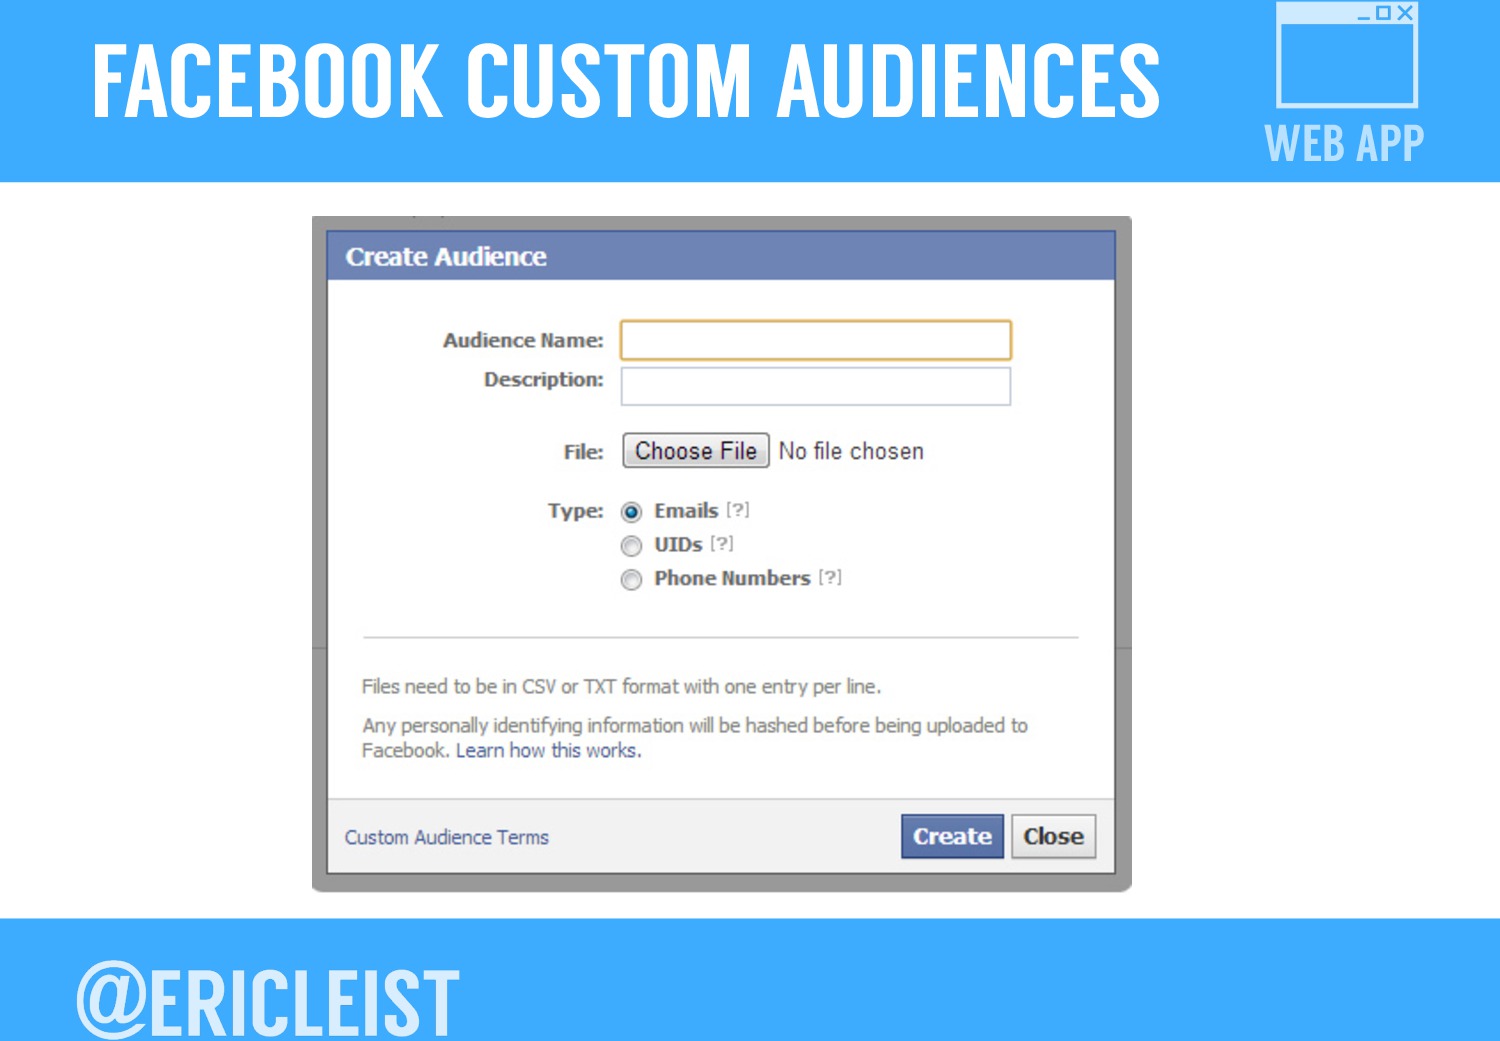 FACEBOOK CUSTOM AUDIENCES
WEB APP
Create Audience
Audience Name:
Description:
File: Choose File No file chosen
Type: Emails [?]
UIDs [?]
Phone Numbers [?]
Files need to be in CSV or TXT format with one entry per line.
Any personally identifying information will be hashed before being uploaded to
Facebook. Learn how this works.
Custom Audience Terms Create Close
@ERICLEIST